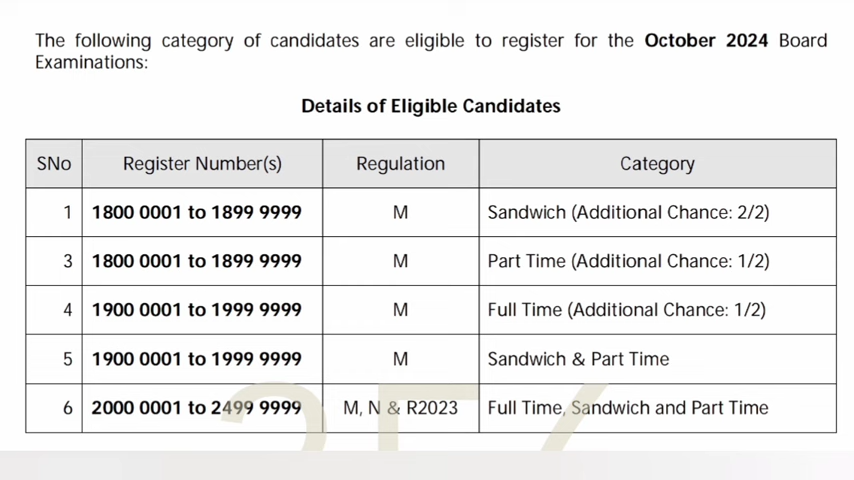 The following category of candidates are eligible to register for the October 2024 Board
Examinations:
Details of Eligible Candidates
SNo Register Number(s) Regulation Category
1 1800 0001 to 1899 9999 M Sandwich (Additional Chance: 2/2)
3 1800 0001 to 1899 9999 M Part Time (Additional Chance: 1/2)
4 1900 0001 to 1999 9999 M Full Time (Additional Chance: 1/2)
5 1900 0001 to 1999 9999 M Sandwich & Part Time
6 2000 0001 to 2499 9999 M, N & R2023 Full Time, Sandwich and Part Time